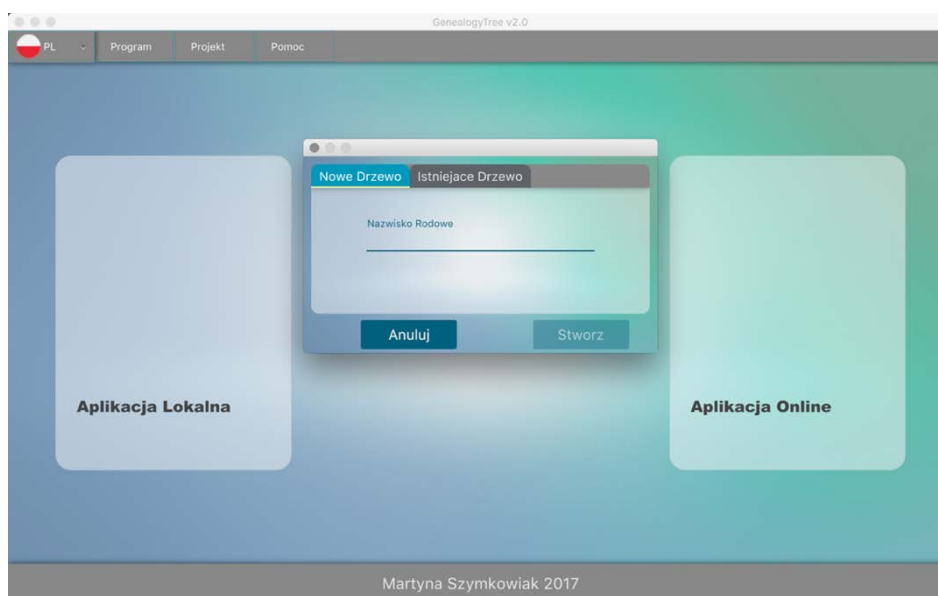 GenealogyTree v2.0
PL Program Projekt Pomoc
Nowe Drzewo Istniejace Drzewo
Nazwisko Rodowe
Anuluj Stworz
Aplikacja Lokalna
Aplikacja Online
Martyna Szymkowiak 2017